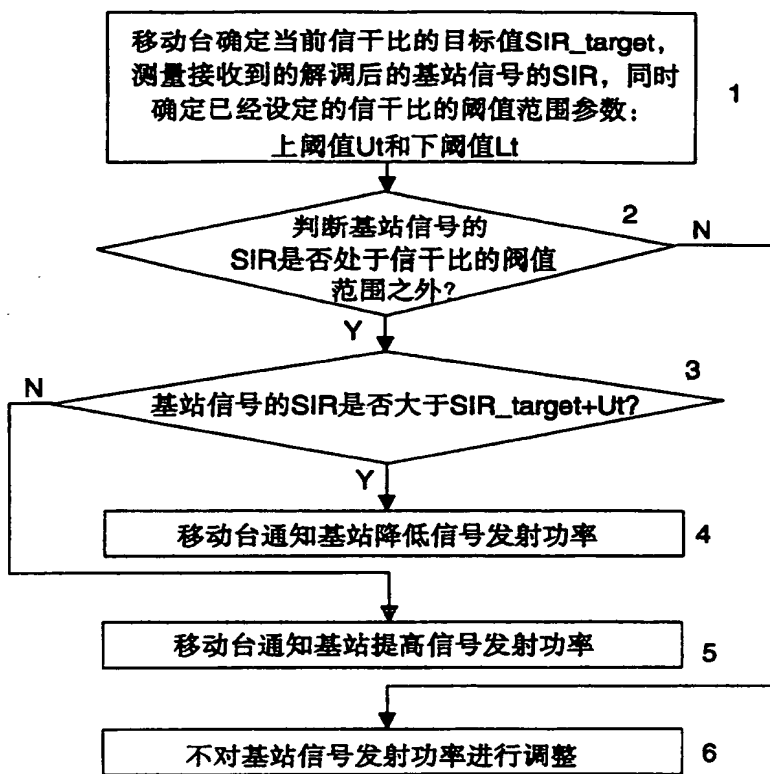 移动台确定当前信干比的目标值SIR_target,
测量接收到的解调后的基站信号的SIR，同时
确定已经设定的信干比的阈值范围参数：
上阈值Ut和下阈值Lt
1
判断基站信号的
SIR是否处于信干比的阀值
范围之外?
2
N
Y
基站信号的SIR是否大于SIR_target+Ut?
3
N
Y
移动台通知基站降低信号发射功率
4
移动台通知基站提高信号发射功率
5
不对基站信号发射功率进行调整
6